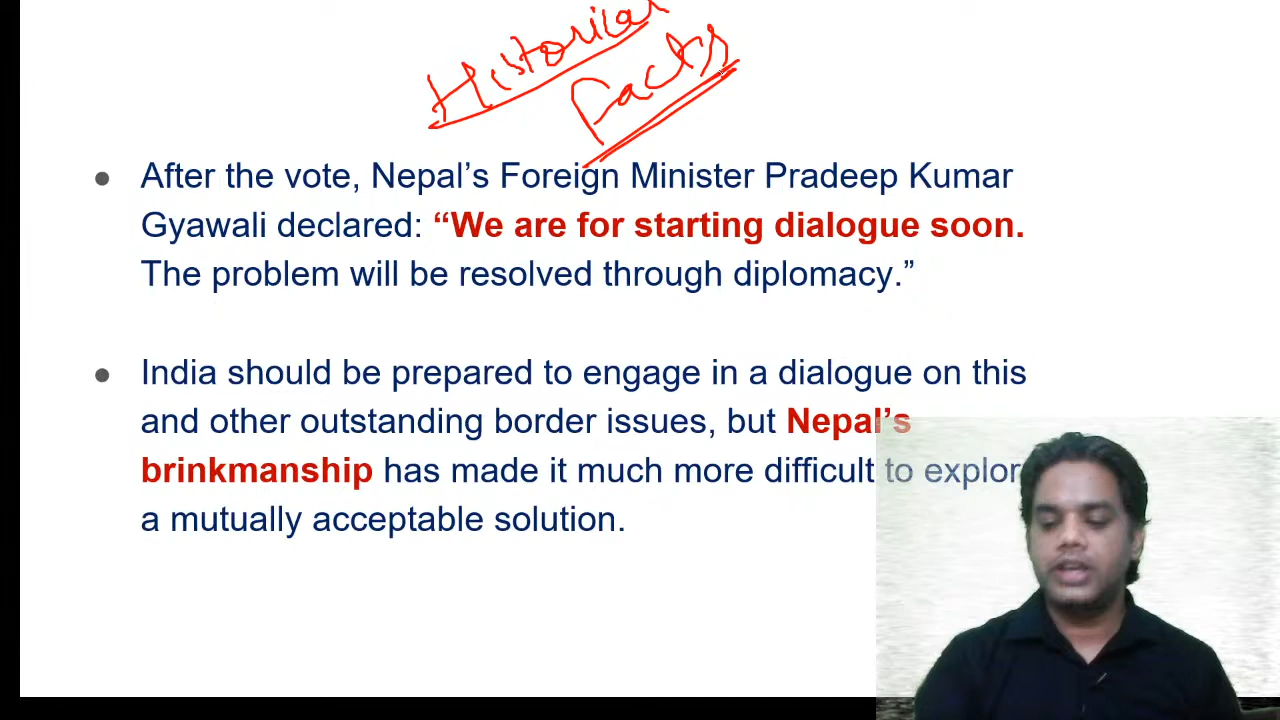 Historical
Facts
● After the vote, Nepal’s Foreign Minister Pradeep Kumar
Gyawali declared: “We are for starting dialogue soon.
The problem will be resolved through diplomacy.”
● India should be prepared to engage in a dialogue on this
and other outstanding border issues, but Nepal’s
brinkmanship has made it much more difficult to explor
a mutually acceptable solution.